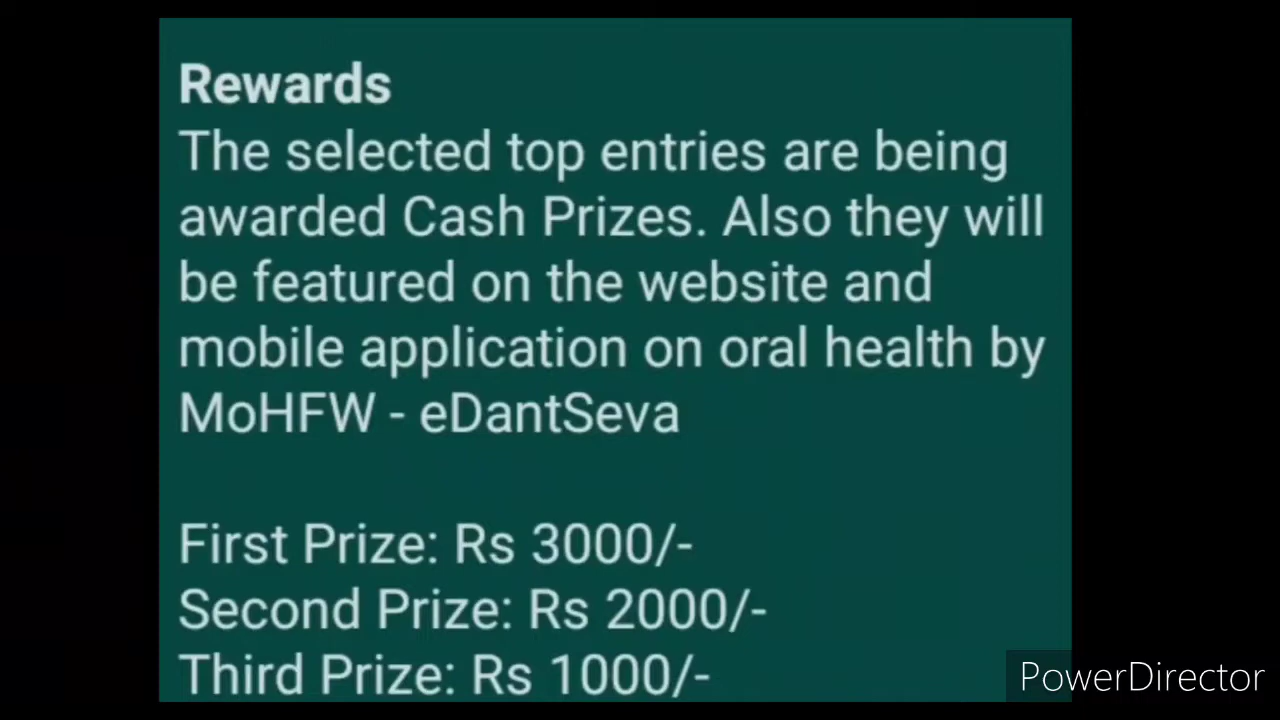 Rewards
The selected top entries are being
awarded Cash Prizes. Also they will
be featured on the website and
mobile application on oral health by
MoHFW - eDantSeva
First Prize: Rs 3000/-
Second Prize: Rs 2000/-
Third Prize: Rs 1000/-
PowerDirector